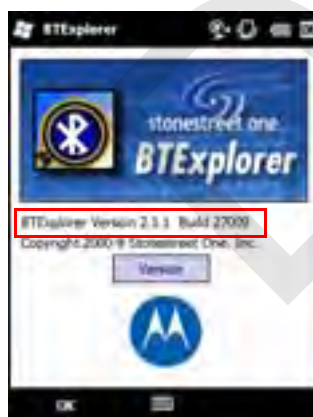 BTExplorer
stonestreet one
BTExplorer
BTExplorer Version 2.1.1 Build 27009
Copyright 2000 © Stonestreet One, Inc.
Version
OK